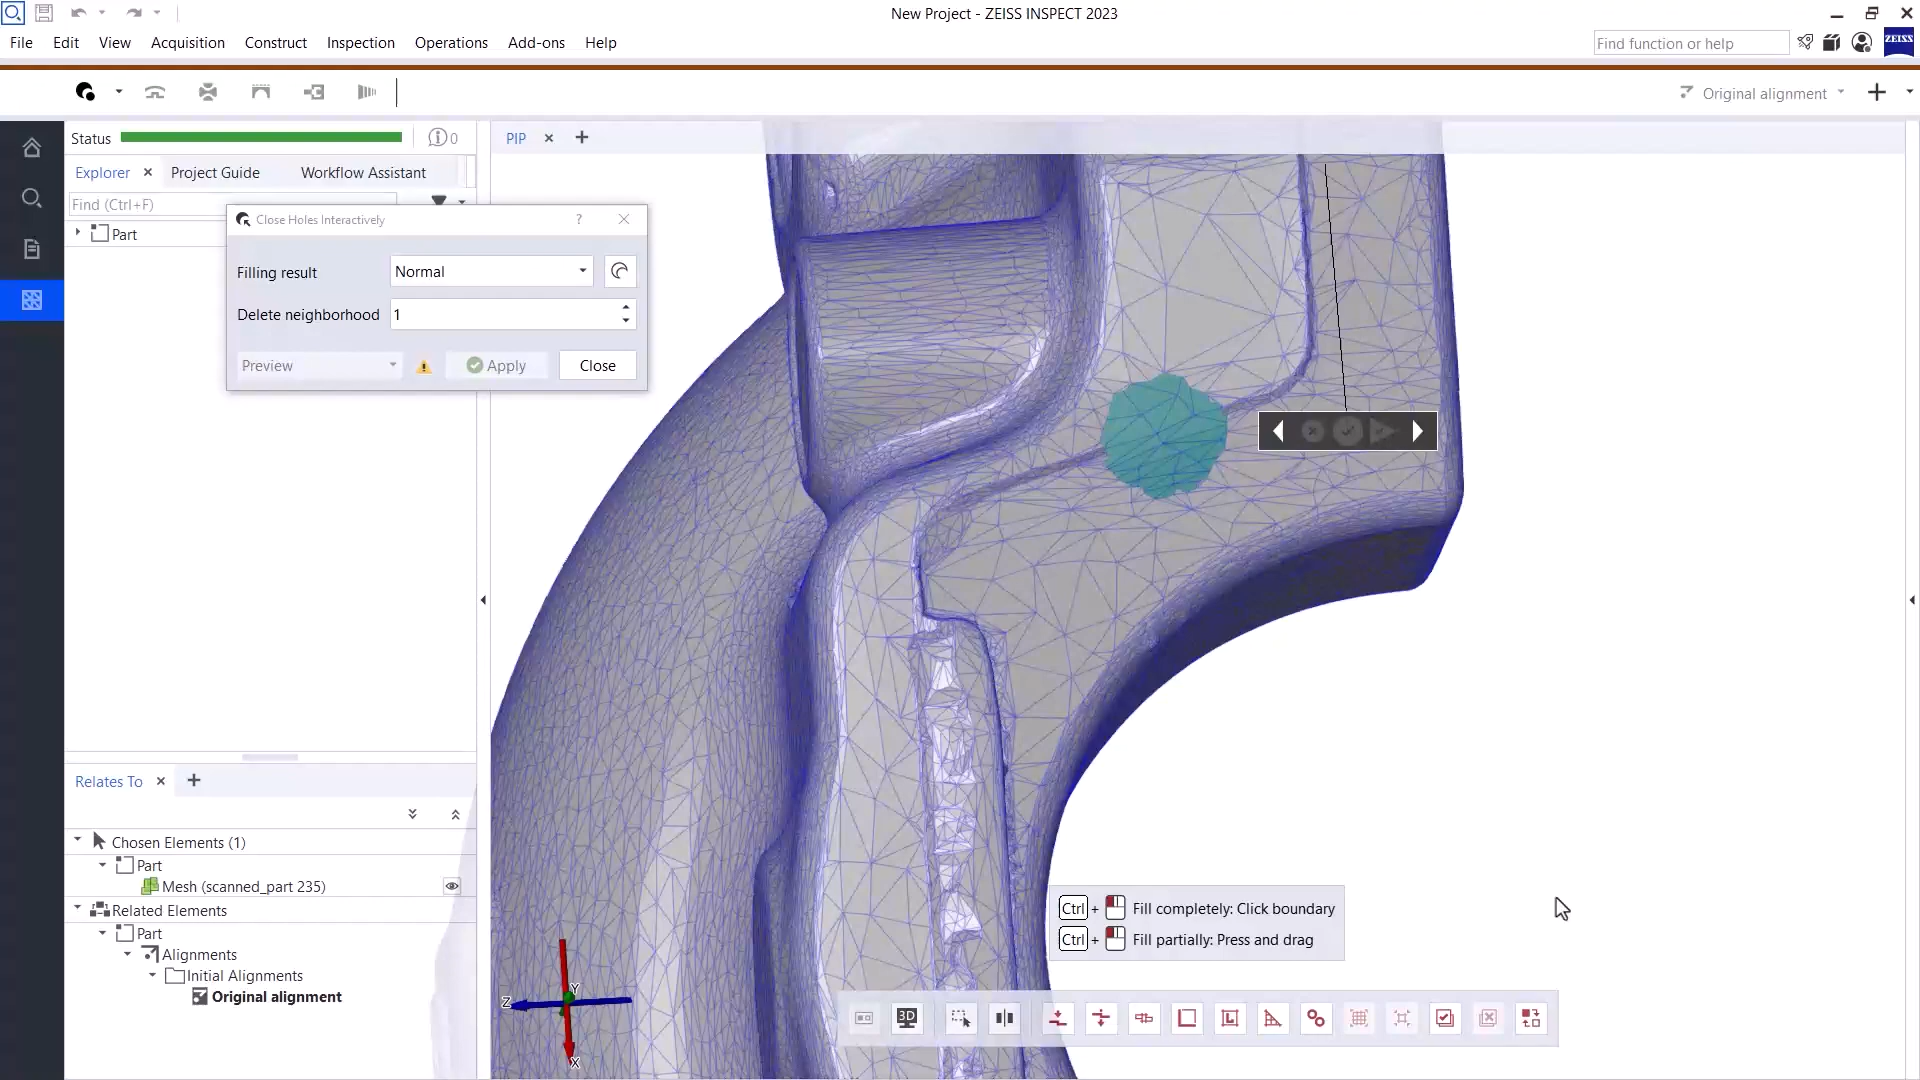 New Project - ZEISS INSPECT 2023
File Edit View Acquisition Construct Inspection Operations Add-ons Help
Find function or help
ZEISS
Original alignment
Status
0
PIP
Explorer
Project Guide
Workflow Assistant
Find (Ctrl+F)
Part
Close Holes Interactively
?
Filling result
Normal
Delete neighborhood
1
Preview
Apply
Close
Relates To
Chosen Elements (1)
Part
Mesh (scanned_part 235)
Related Elements
Part
Alignments
Initial Alignments
Original alignment
Ctrl + Fill completely: Click boundary
Ctrl + Fill partially: Press and drag
Z
Y
X
3D